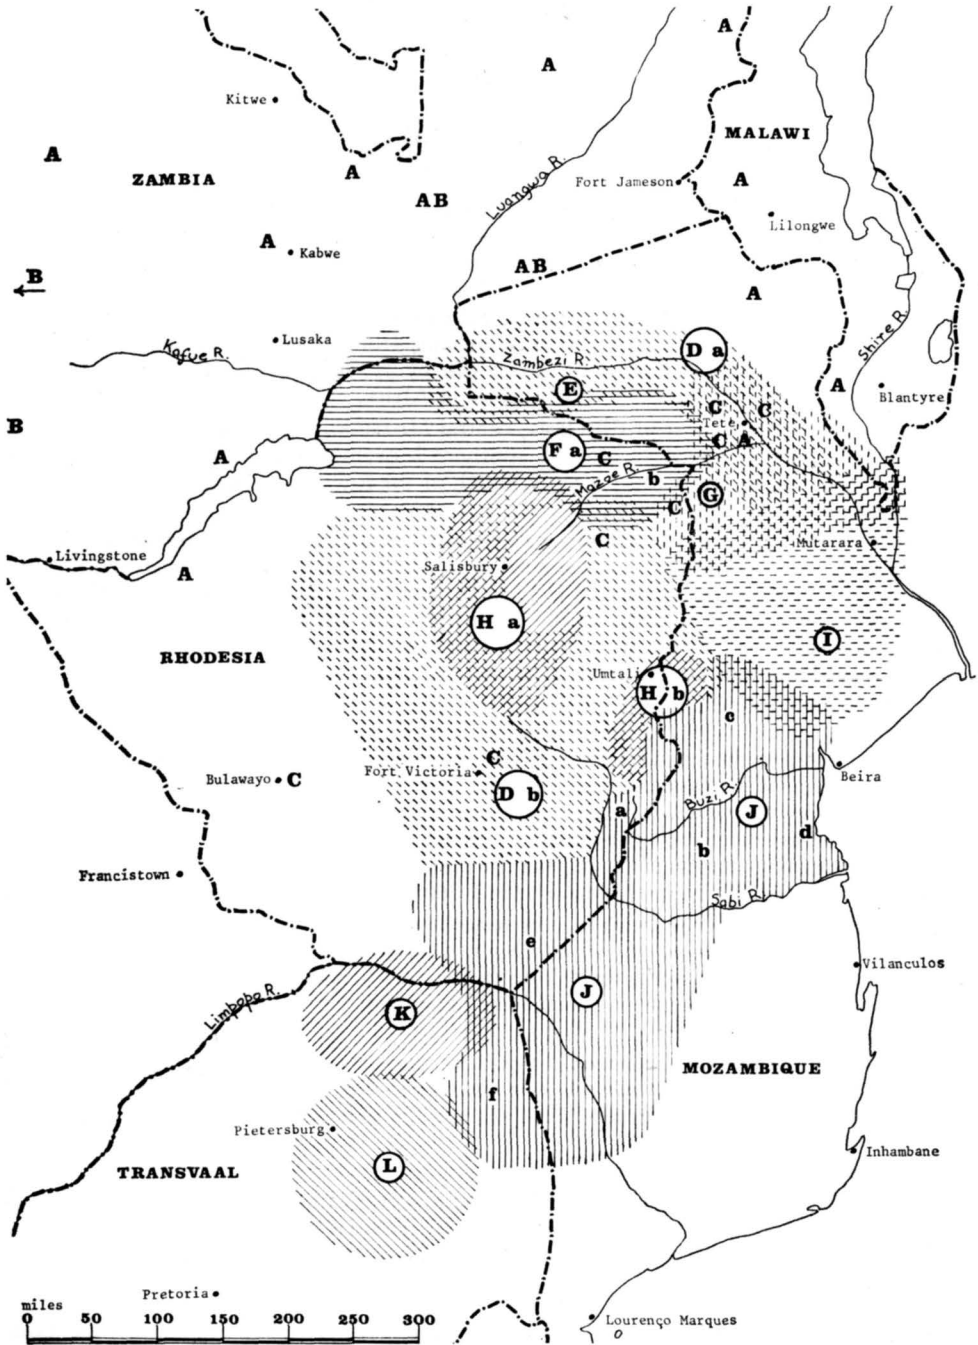 A
A
Kitwe
MALAWI
A
A
ZAMBIA
Luangwa R.
Fort Jameson
A
AB
Lilongwe
A
Kabwe
AB
B
A
Shire R.
Lusaka
Kafue R.
Zambezi R.
D a
A
Blantyre
E
C
C
Tete
B
C A
F a
C
A
Mazoe R.
b
G
C
C
Mutarara
Livingstone
Salisbury
A
H a
I
RHODESIA
Umtali
H b
c
C
Fort Victoria
Bulawayo
C
Beira
D b
Buzi R.
a
J
d
b
Francistown
Sabi R.
e
Vilanculos
J
Limpopo R.
K
MOZAMBIQUE
f
Pietersburg
Inhambane
L
TRANSVAAL
Pretoria
miles
0 50 100 150 200 300
Lourenço Marques